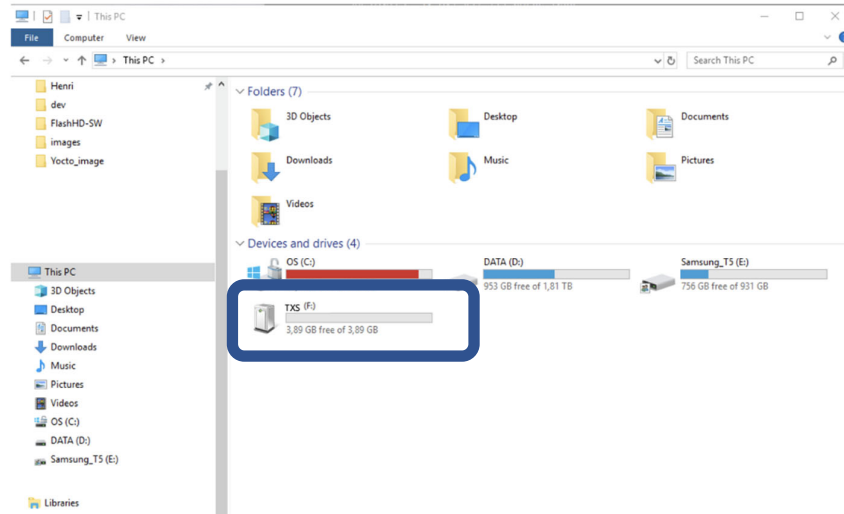 This PC
File Computer View
This PC
Search This PC
Henri
dev
FlashHD-SW
images
Yocto_image
This PC
3D Objects
Desktop
Documents
Downloads
Music
Pictures
Videos
OS (C:)
DATA (D:)
Samsung_T5 (E:)
Libraries
Folders (7)
3D Objects Desktop Documents
Downloads Music Pictures
Videos
Devices and drives (4)
OS (C:) DATA (D:) Samsung_T5 (E:)
953 GB free of 1,81 TB 756 GB free of 931 GB
TXS (F:)
3,89 GB free of 3,89 GB